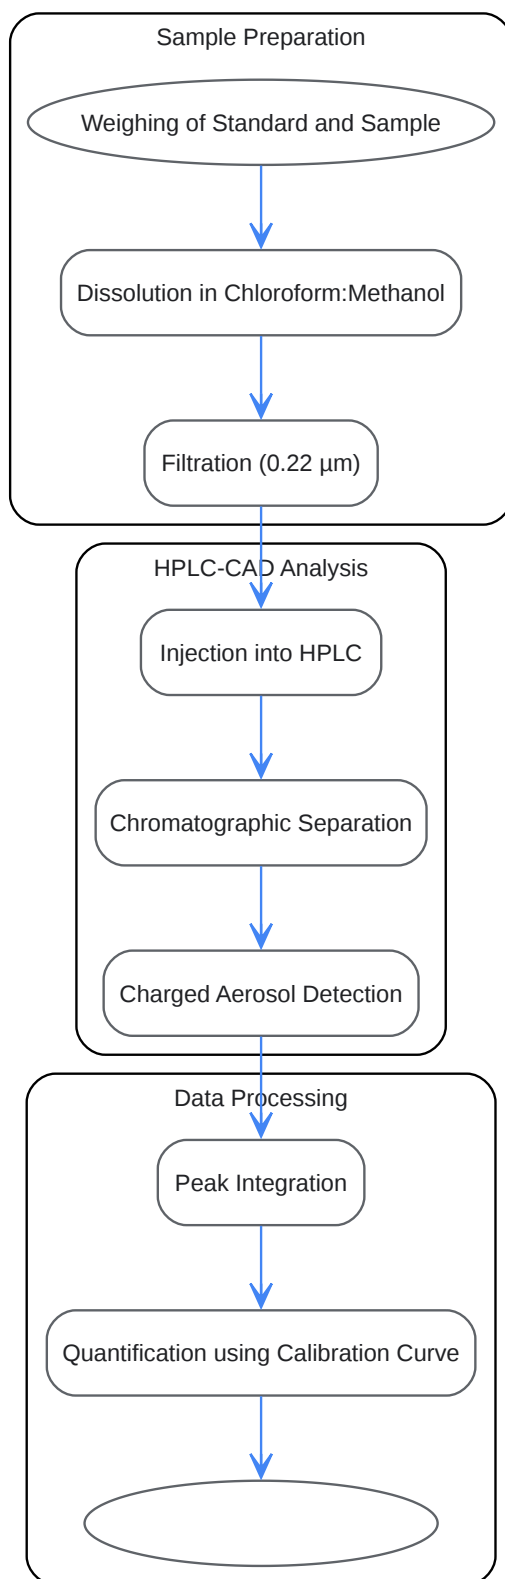 Sample Preparation
Weighing of Standard and Sample
Dissolution in Chloroform:Methanol
Filtration (0.22 µm)
HPLC-CAD Analysis
Injection into HPLC
Chromatographic Separation
Charged Aerosol Detection
Data Processing
Peak Integration
Quantification using Calibration Curve